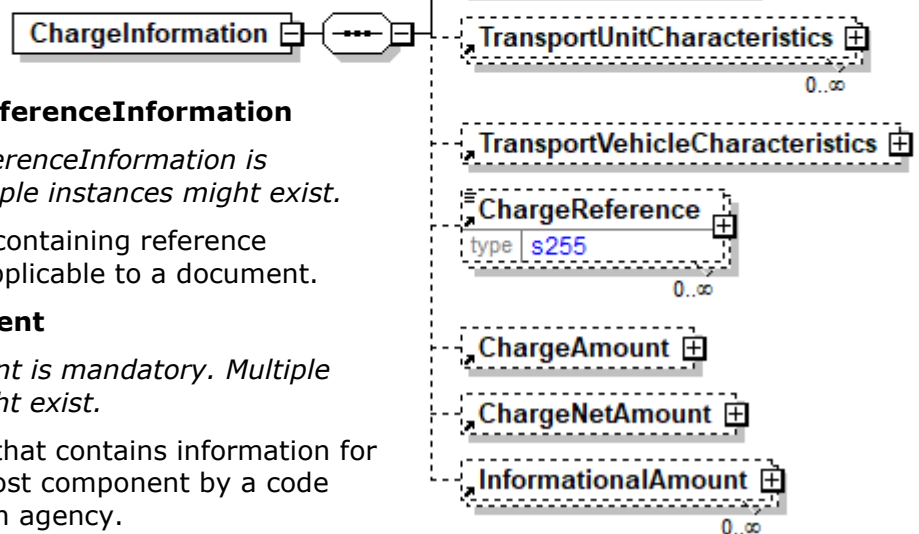 ChargeInformation
TransportUnitCharacteristics
0..∞
ferenceInformation
erenceInformation is
ple instances might exist.
containing reference
pplicable to a document.
ent
nt is mandatory. Multiple
ht exist.
that contains information for
ost component by a code
n agency.
TransportVehicleCharacteristics
ChargeReference
type s255
0..∞
ChargeAmount
ChargeNetAmount
InformationalAmount
0..∞